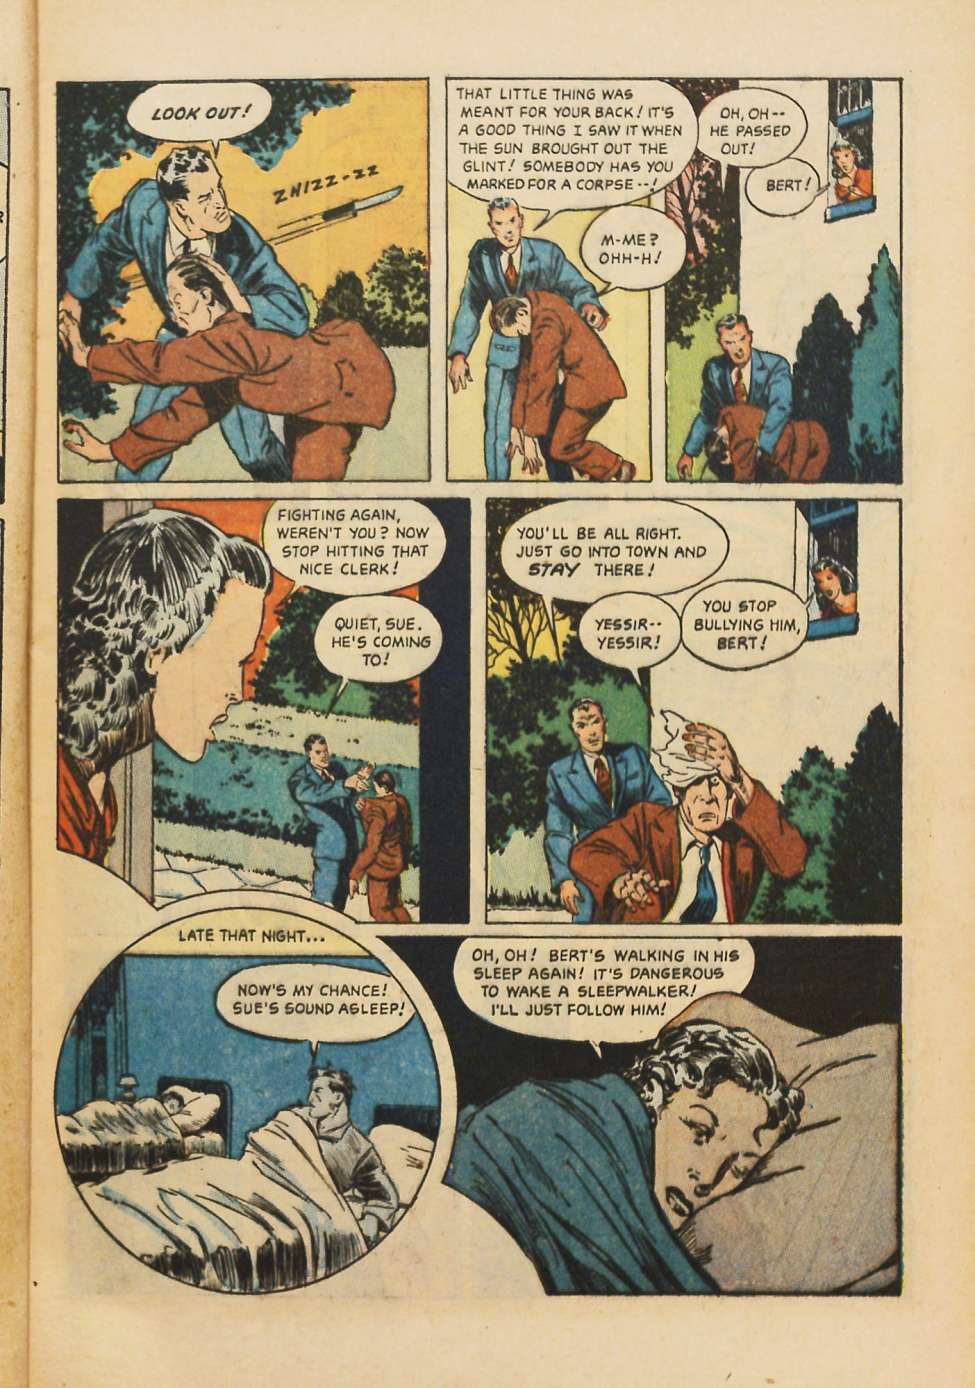 LOOK OUT!
ZNIZZ-ZZ
THAT LITTLE THING WAS
MEANT FOR YOUR BACK! IT'S
A GOOD THING I SAW IT WHEN
THE SUN BROUGHT OUT THE
GLINT! SOMEBODY HAS YOU
MARKED FOR A CORPSE--!
M-ME?
OHH-H!
OH, OH--
HE PASSED
OUT!
BERT!
FIGHTING AGAIN,
WEREN'T YOU? NOW
STOP HITTING THAT
NICE CLERK!
QUIET, SUE.
HE'S COMING
TO!
YOU'LL BE ALL RIGHT.
JUST GO INTO TOWN AND
STAY THERE!
YESSIR--
YESSIR!
YOU STOP
BULLYING HIM,
BERT!
LATE THAT NIGHT...
NOW'S MY CHANCE!
SUE'S SOUND ASLEEP!
OH, OH! BERT'S WALKING IN HIS
SLEEP AGAIN! IT'S DANGEROUS
TO WAKE A SLEEPWALKER!
I'LL JUST FOLLOW HIM!